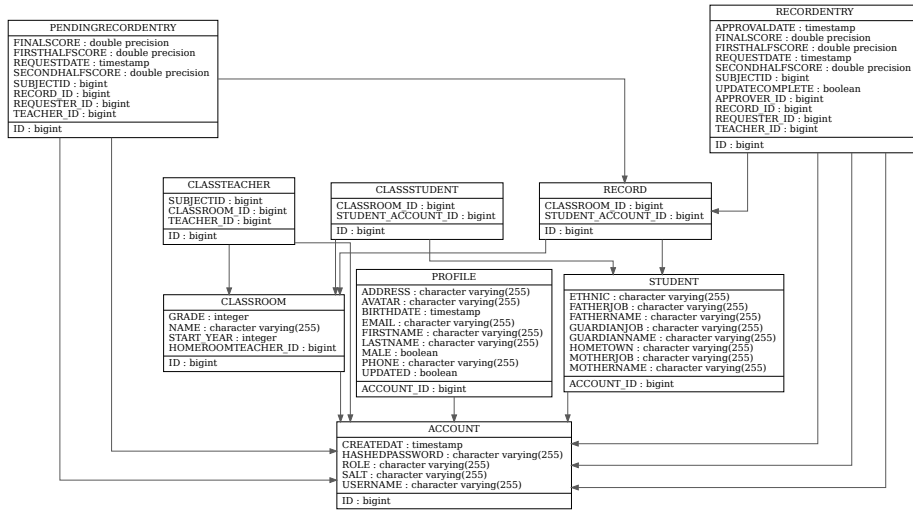 PENDINGRECORDENTRY
FINALSCORE : double precision
FIRSTHALFSCORE : double precision
REQUESTDATE : timestamp
SECONDHALFSCORE : double precision
SUBJECTID : bigint
RECORD_ID : bigint
REQUESTER_ID : bigint
TEACHER_ID : bigint
ID : bigint
RECORDENTRY
APPROVALDATE : timestamp
FINALSCORE : double precision
FIRSTHALFSCORE : double precision
REQUESTDATE : timestamp
SECONDHALFSCORE : double precision
SUBJECTID : bigint
UPDATECOMPLETE : boolean
APPROVER_ID : bigint
RECORD_ID : bigint
REQUESTER_ID : bigint
TEACHER_ID : bigint
ID : bigint
CLASSTEACHER
SUBJECTID : bigint
CLASSROOM_ID : bigint
TEACHER_ID : bigint
ID : bigint
CLASSSTUDENT
CLASSROOM_ID : bigint
STUDENT_ACCOUNT_ID : bigint
ID : bigint
RECORD
CLASSROOM_ID : bigint
STUDENT_ACCOUNT_ID : bigint
ID : bigint
CLASSROOM
GRADE : integer
NAME : character varying(255)
START_YEAR : integer
HOMEROOMTEACHER_ID : bigint
ID : bigint
PROFILE
ADDRESS : character varying(255)
AVATAR : character varying(255)
BIRTHDATE : timestamp
EMAIL : character varying(255)
FIRSTNAME : character varying(255)
LASTNAME : character varying(255)
MALE : boolean
PHONE : character varying(255)
UPDATED : boolean
ACCOUNT_ID : bigint
STUDENT
ETHNIC : character varying(255)
FATHERJOB : character varying(255)
FATHERNAME : character varying(255)
GUARDIANJOB : character varying(255)
GUARDIANNAME : character varying(255)
HOMETOWN : character varying(255)
MOTHERJOB : character varying(255)
MOTHERNAME : character varying(255)
ACCOUNT_ID : bigint
ACCOUNT
CREATEDAT : timestamp
HASHEDPASSWORD : character varying(255)
ROLE : character varying(255)
SALT : character varying(255)
USERNAME : character varying(255)
ID : bigint